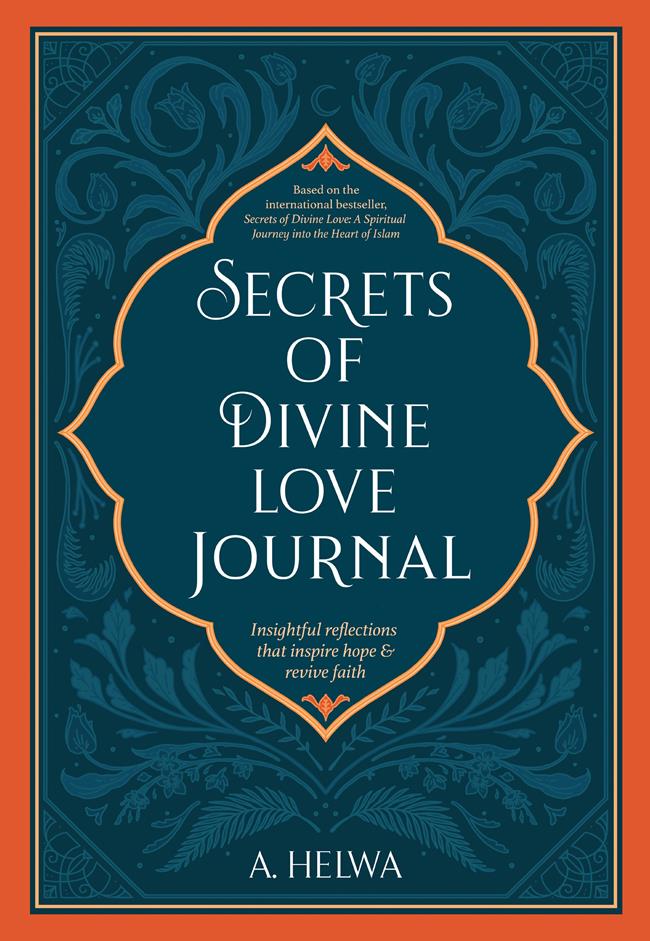 Based on the
international bestseller,
Secrets of Divine Love: A Spiritual
Journey into the Heart of Islam
SECRETS
OF
DIVINE
LOVE
JOURNAL
Insightful reflections
that inspire hope &
revive faith
A. HELWA